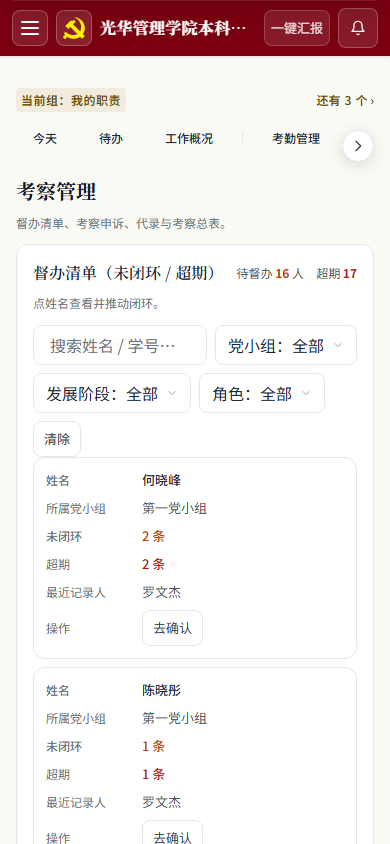 光华管理学院本科…
一键汇报
当前组：我的职责
还有 3 个 ›
今天 待办 工作概况 考勤管理
考察管理
督办清单、考察申诉、代录与考察总表。
督办清单（未闭环 / 超期） 待督办 16 人 超期 17
点姓名查看并推动闭环。
搜索姓名 / 学号… 党小组：全部
发展阶段：全部 角色：全部
清除
姓名 何晓峰
所属党小组 第一党小组
未闭环 2 条
超期 2 条
最近记录人 罗文杰
操作 去确认
姓名 陈晓彤
所属党小组 第一党小组
未闭环 1 条
超期 1 条
最近记录人 罗文杰
操作 去确认